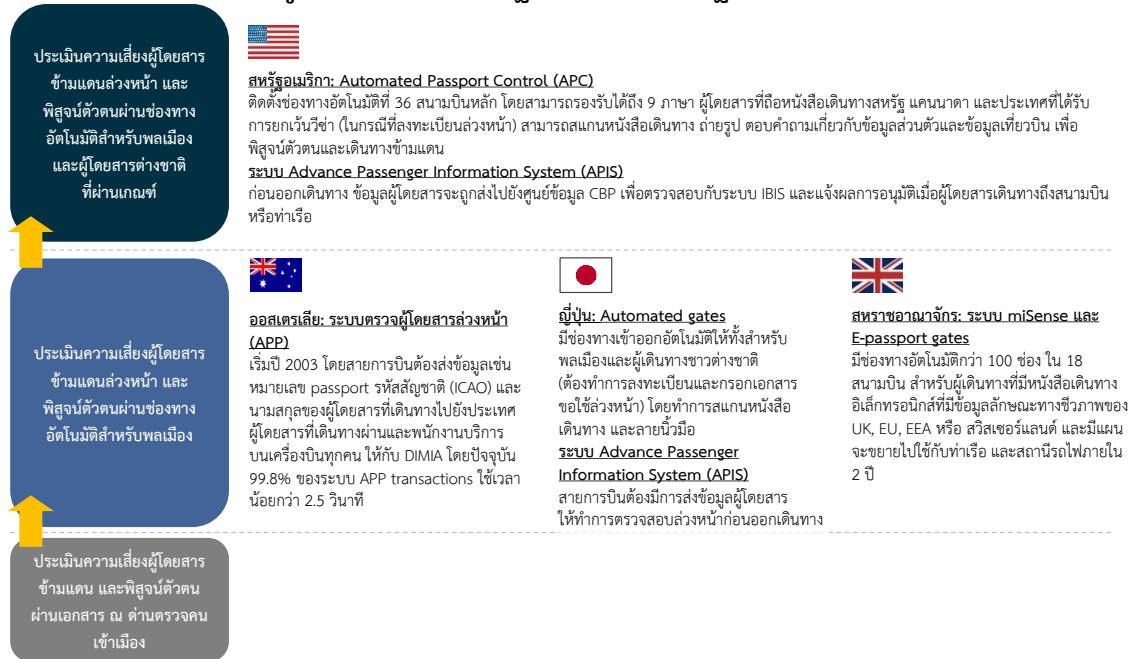 ประเมินความเสี่ยงผู้โดยสาร
ข้ามแดนล่วงหน้า และ
พิสูจน์ตัวตนผ่านช่องทาง
อัตโนมัติสำหรับพลเมือง
และผู้โดยสารต่างชาติ
ที่ผ่านเกณฑ์
สหรัฐอเมริกา: Automated Passport Control (APC)
ติดตั้งช่องทางอัตโนมัติที่ 36 สนามบินหลัก โดยสามารถรองรับได้ถึง 9 ภาษา ผู้โดยสารที่ถือหนังสือเดินทางสหรัฐ แคนนาดา และประเทศที่ได้รับ
การยกเว้นวีซ่า (ในกรณีที่ลงทะเบียนล่วงหน้า) สามารถสแกนหนังสือเดินทาง ถ่ายรูป ตอบคำถามเกี่ยวกับข้อมูลส่วนตัวและข้อมูลเที่ยวบิน เพื่อ
พิสูจน์ตัวตนและเดินทางข้ามแดน
ระบบ Advance Passenger Information System (APIS)
ก่อนออกเดินทาง ข้อมูลผู้โดยสารจะถูกส่งไปยังศูนย์ข้อมูล CBP เพื่อตรวจสอบกับระบบ IBIS และแจ้งผลการอนุมัติเมื่อผู้โดยสารเดินทางถึงสนามบิน
หรือท่าเรือ
ประเมินความเสี่ยงผู้โดยสาร
ข้ามแดนล่วงหน้า และ
พิสูจน์ตัวตนผ่านช่องทาง
อัตโนมัติสำหรับพลเมือง
ออสเตรเลีย: ระบบตรวจผู้โดยสารล่วงหน้า
(APP)
เริ่มปี 2003 โดยสายการบินต้องส่งข้อมูลเช่น
หมายเลข passport รหัสสัญชาติ (ICAO) และ
นามสกุลของผู้โดยสารที่เดินทางไปยังประเทศ
ผู้โดยสารที่เดินทางผ่านและพนักงานบริการ
บนเครื่องบินทุกคน ให้กับ DIMIA โดยปัจจุบัน
99.8% ของระบบ APP transactions ใช้เวลา
น้อยกว่า 2.5 วินาที
ญี่ปุ่น: Automated gates
มีช่องทางเข้าออกอัตโนมัติให้ทั้งสำหรับ
พลเมืองและผู้เดินทางชาวต่างชาติ
(ต้องทำการลงทะเบียนและกรอกเอกสาร
ขอใช้ล่วงหน้า) โดยทำการสแกนหนังสือ
เดินทาง และลายนิ้วมือ
ระบบ Advance Passenger
Information System (APIS)
สายการบินต้องมีการส่งข้อมูลผู้โดยสาร
ให้ทำการตรวจสอบล่วงหน้าก่อนออกเดินทาง
สหราชอาณาจักร: ระบบ miSense และ
E-passport gates
มีช่องทางอัตโนมัติกว่า 100 ช่อง ใน 18
สนามบิน สำหรับผู้เดินทางที่มีหนังสือเดินทาง
อิเล็กทรอนิกส์ที่มีข้อมูลลักษณะทางชีวภาพของ
UK, EU, EEA หรือ สวิสเซอร์แลนด์ และมีแผน
จะขยายไปใช้กับท่าเรือ และสถานีรถไฟภายใน
2 ปี
ประเมินความเสี่ยงผู้โดยสาร
ข้ามแดน และพิสูจน์ตัวตน
ผ่านเอกสาร ณ ด่านตรวจคน
เข้าเมือง